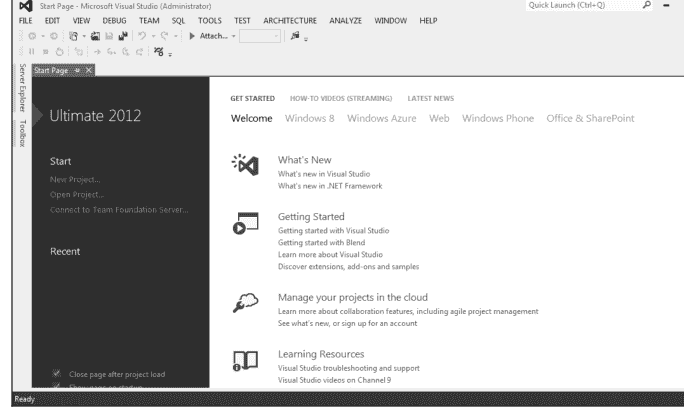 Start Page - Microsoft Visual Studio (Administrator)
Quick Launch (Ctrl+Q)
FILE EDIT VIEW DEBUG TEAM SQL TOOLS TEST ARCHITECTURE ANALYZE WINDOW HELP
Attach...
Server Explorer
Toolbox
Start Page
Ultimate 2012
Start
New Project...
Open Project...
Connect to Team Foundation Server...
Recent
Close page after project load
Show page on startup
GET STARTED HOW-TO VIDEOS (STREAMING) LATEST NEWS
Welcome Windows 8 Windows Azure Web Windows Phone Office & SharePoint
What's New
What's new in Visual Studio
What's new in .NET Framework
Getting Started
Getting started with Visual Studio
Getting started with Blend
Learn more about Visual Studio
Discover extensions, add-ons and samples
Manage your projects in the cloud
Learn more about collaboration features, including agile project management
See what's new, or sign up for an account
Learning Resources
Visual Studio troubleshooting and support
Visual Studio videos on Channel 9
Ready